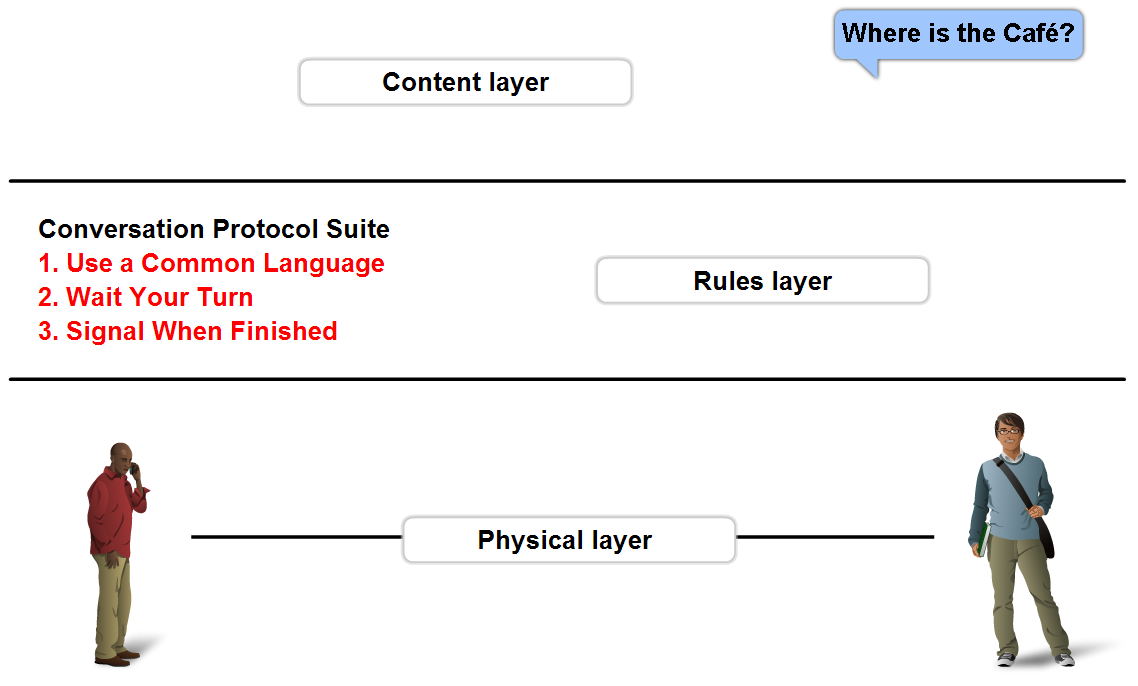 Where is the Café?
Content layer
Conversation Protocol Suite
1. Use a Common Language
2. Wait Your Turn
3. Signal When Finished
Rules layer
Physical layer